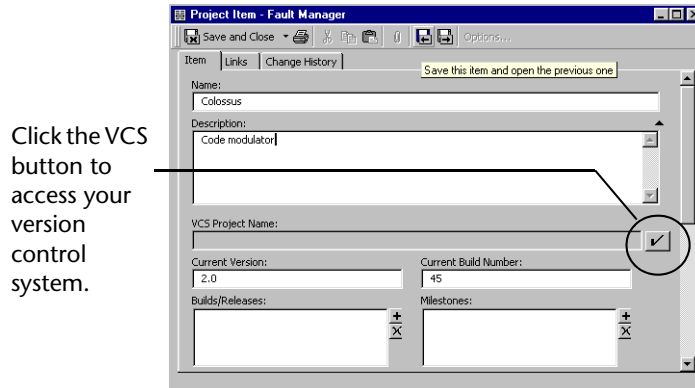 Project Item - Fault Manager
Save and Close Options...
Item Links Change History
Save this item and open the previous one
Name:
Colossus
Description:
Code modulator
Click the VCS
button to
access your
version
control
system.
VCS Project Name:
Current Version: Current Build Number:
2.0 45
Builds/Releases: Milestones: